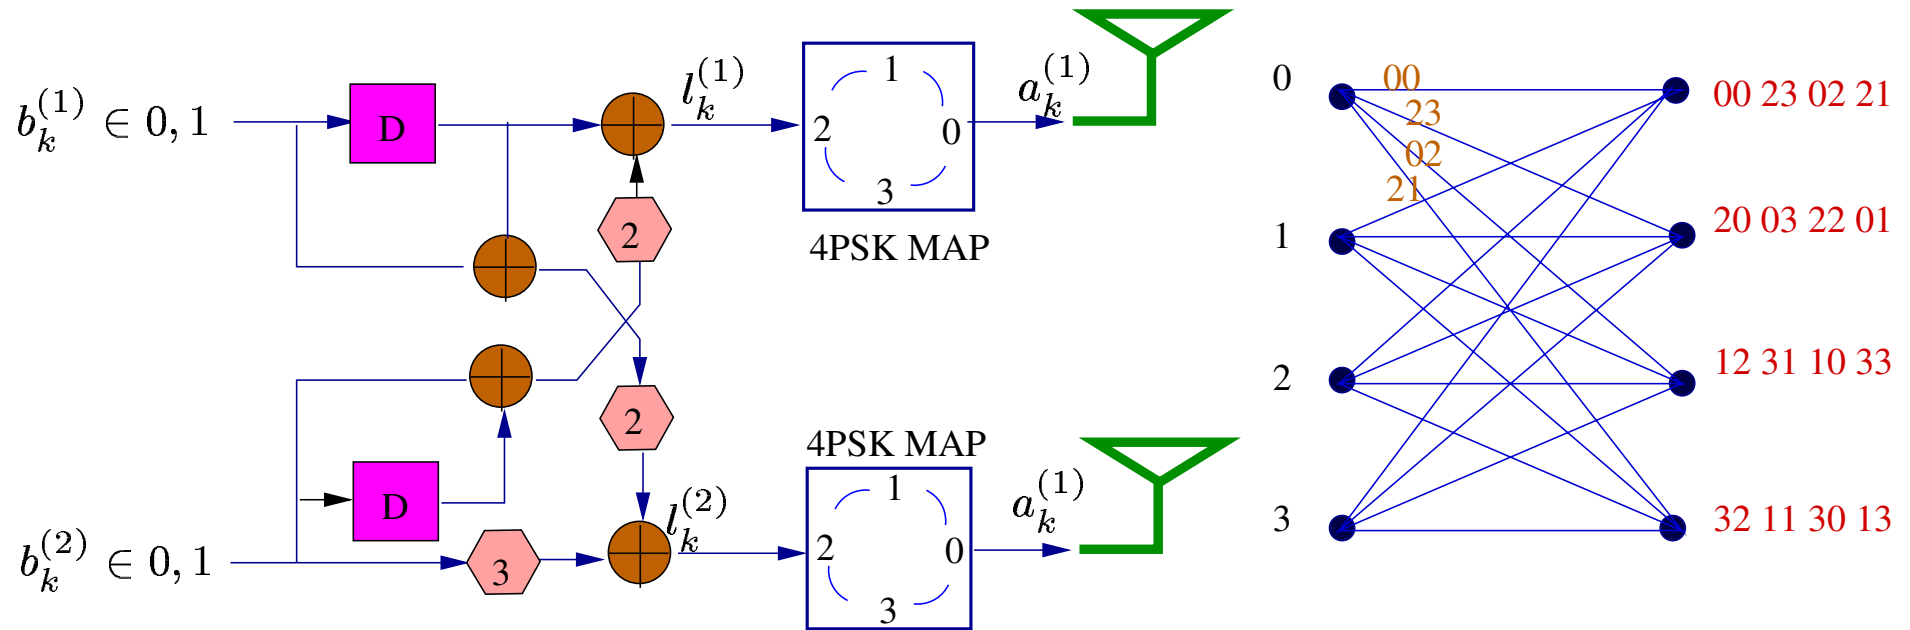 b_k^{(1)} ∈ 0, 1
D
2
l_k^{(1)}
1
2 0
3
4PSK MAP
a_k^{(1)}
b_k^{(2)} ∈ 0, 1
D
3
2
l_k^{(2)}
4PSK MAP
1
2 0
3
a_k^{(1)}
0
00
23
02
21
00 23 02 21
1
20 03 22 01
2
12 31 10 33
3
32 11 30 13